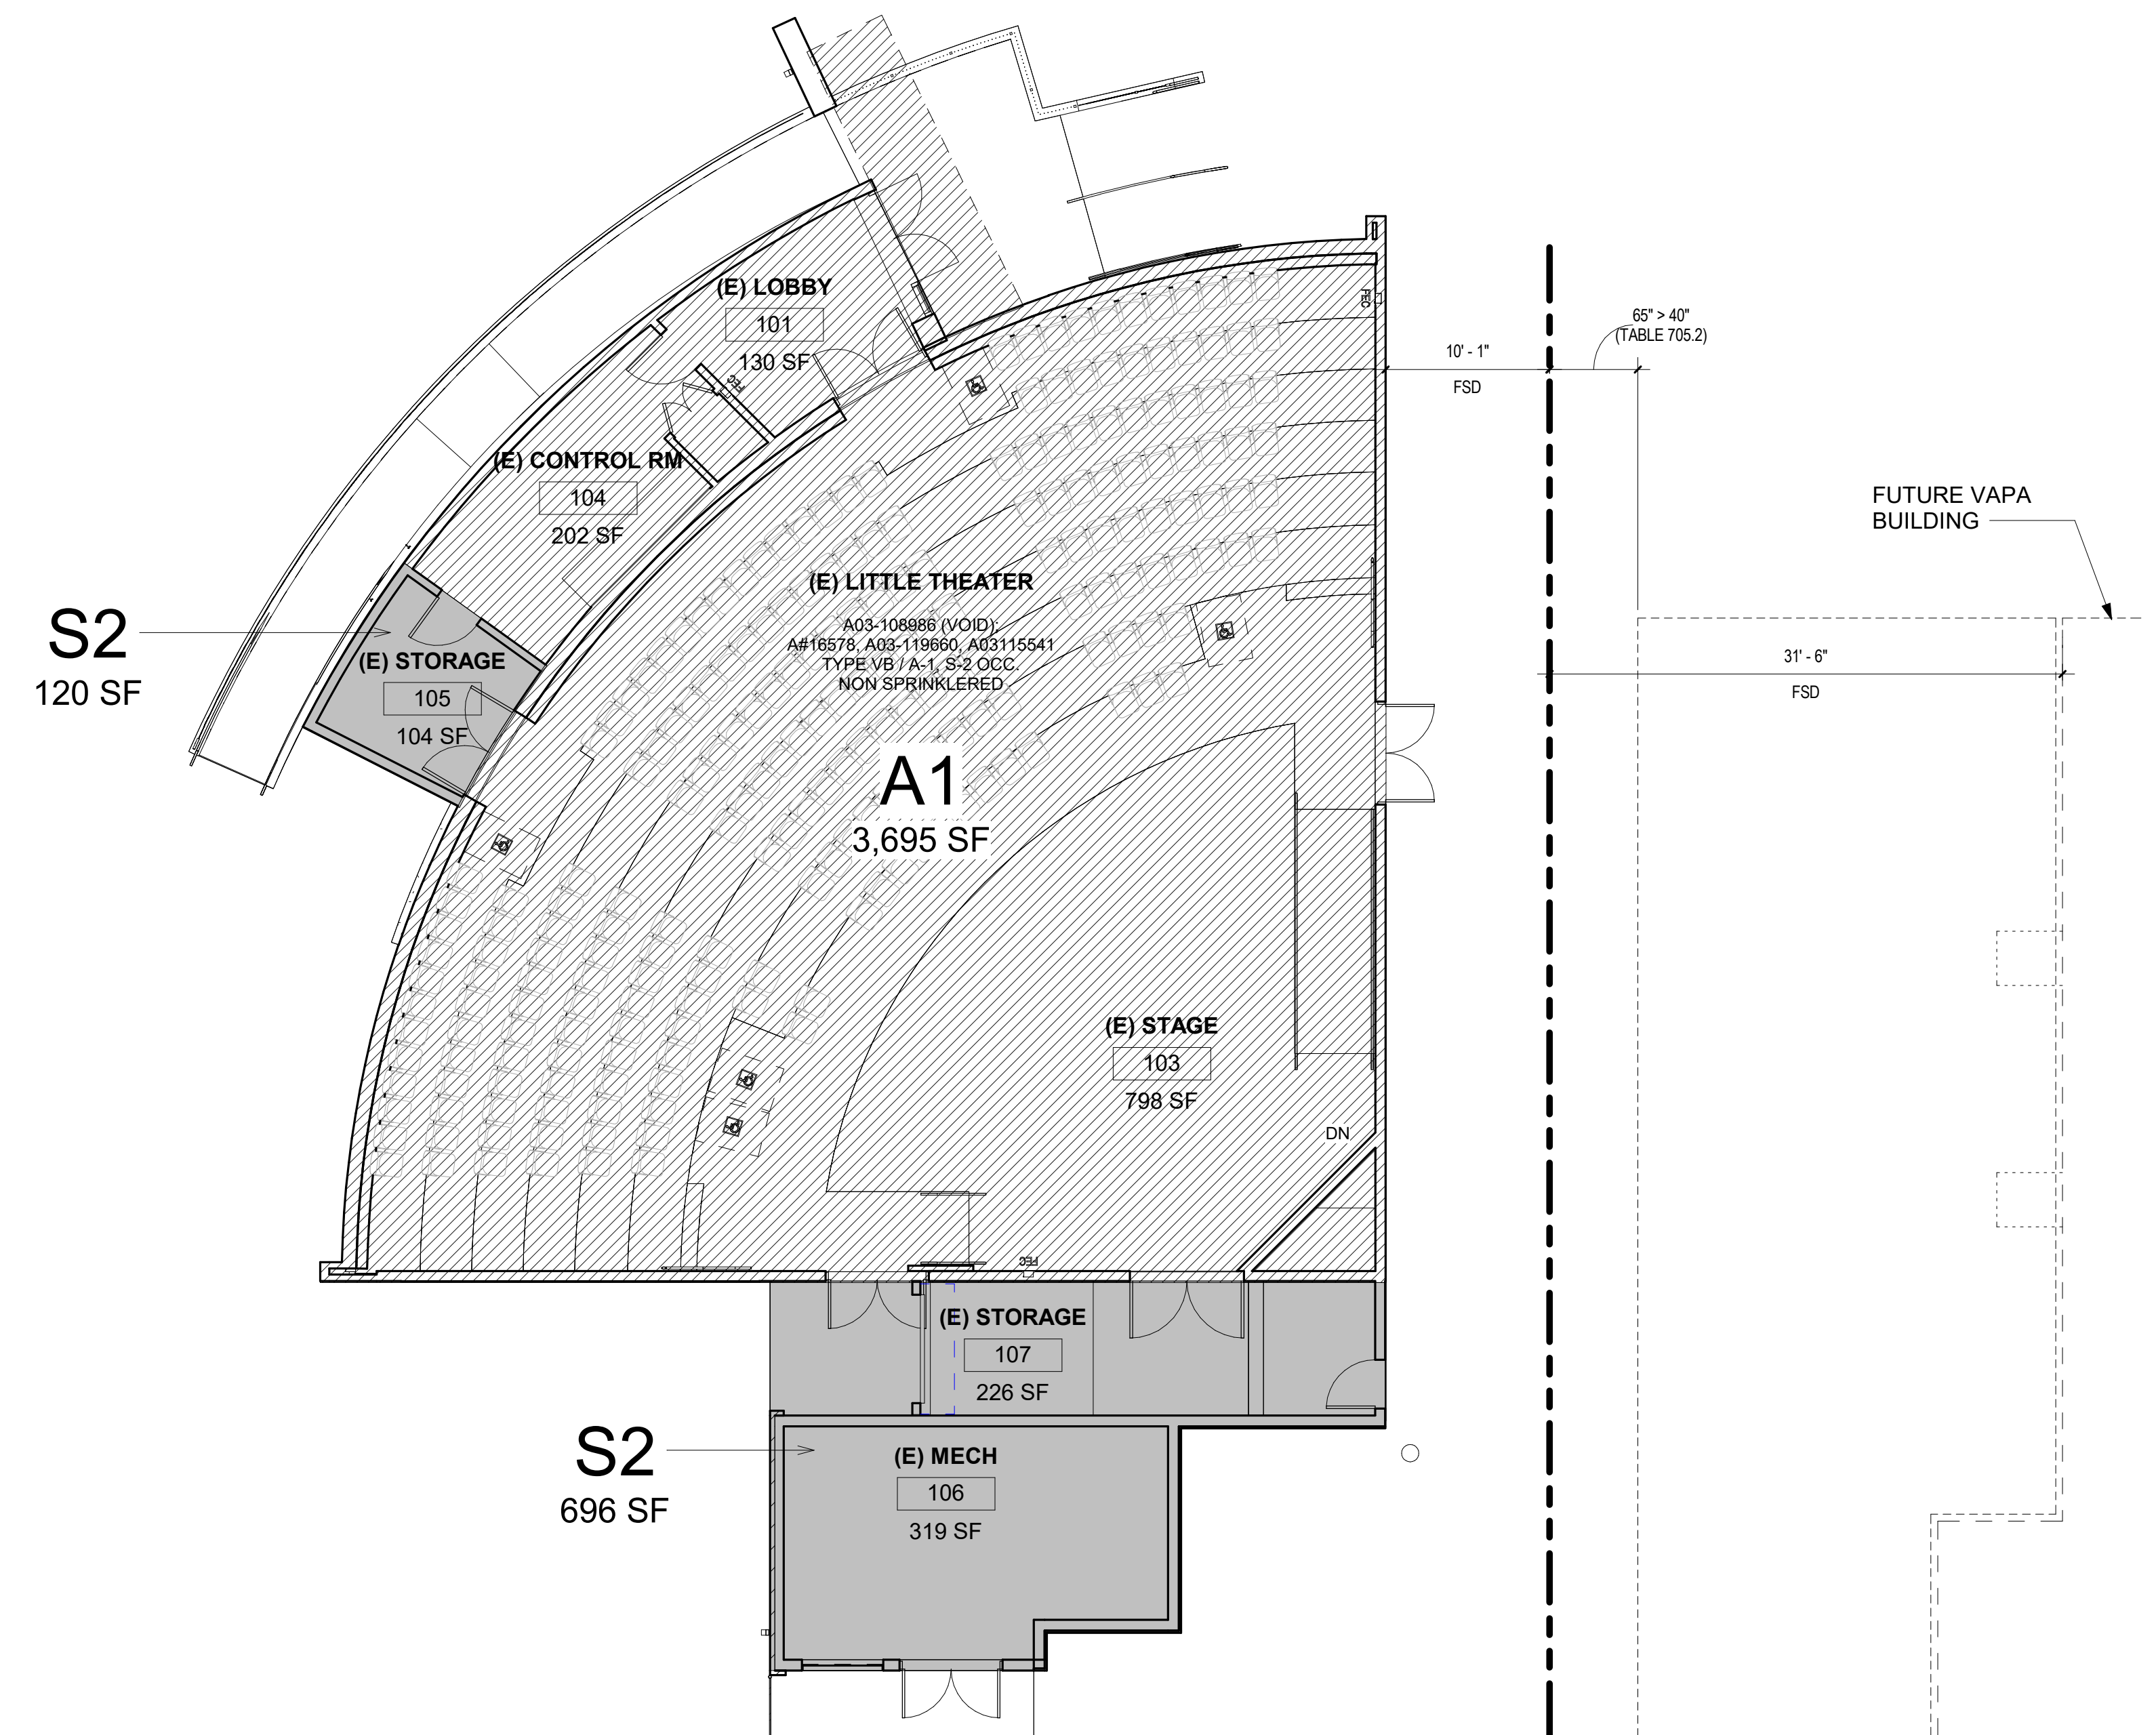 (E) LOBBY
101
130 SF
FEC
FEC
65" > 40"
(TABLE 705.2)
10' - 1"
FSD
(E) CONTROL RM
104
202 SF
FUTURE VAPA
BUILDING
(E) LITTLE THEATER
A03-108986 (VOID);
A#16578, A03-119660, A03115541
TYPE VB / A-1, S-2 OCC.
NON SPRINKLERED
S2
120 SF
(E) STORAGE
105
104 SF
31' - 6"
FSD
A1
3,695 SF
(E) STAGE
103
798 SF
DN
FEC
(E) STORAGE
107
226 SF
S2
696 SF
(E) MECH
106
319 SF